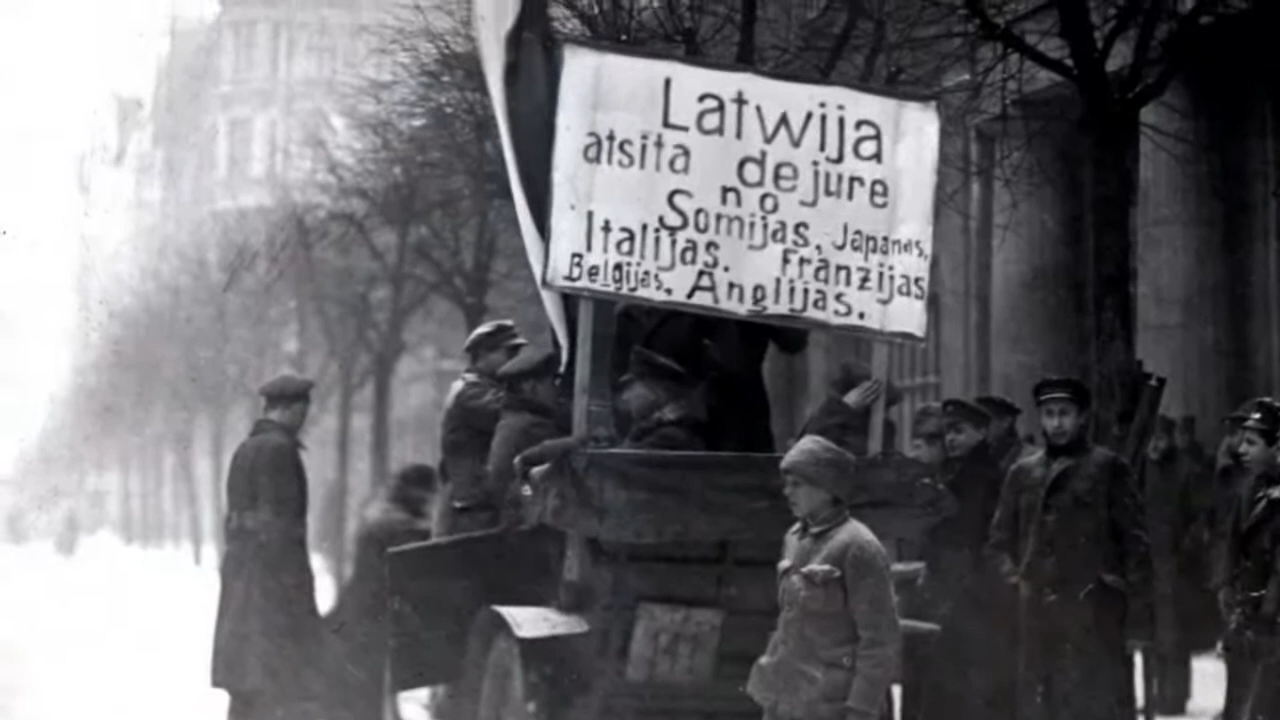 Latwija
atsita dejure
no
Somijas, Japanas,
Italijas. Franzijas
Belgijas. Anglijas.